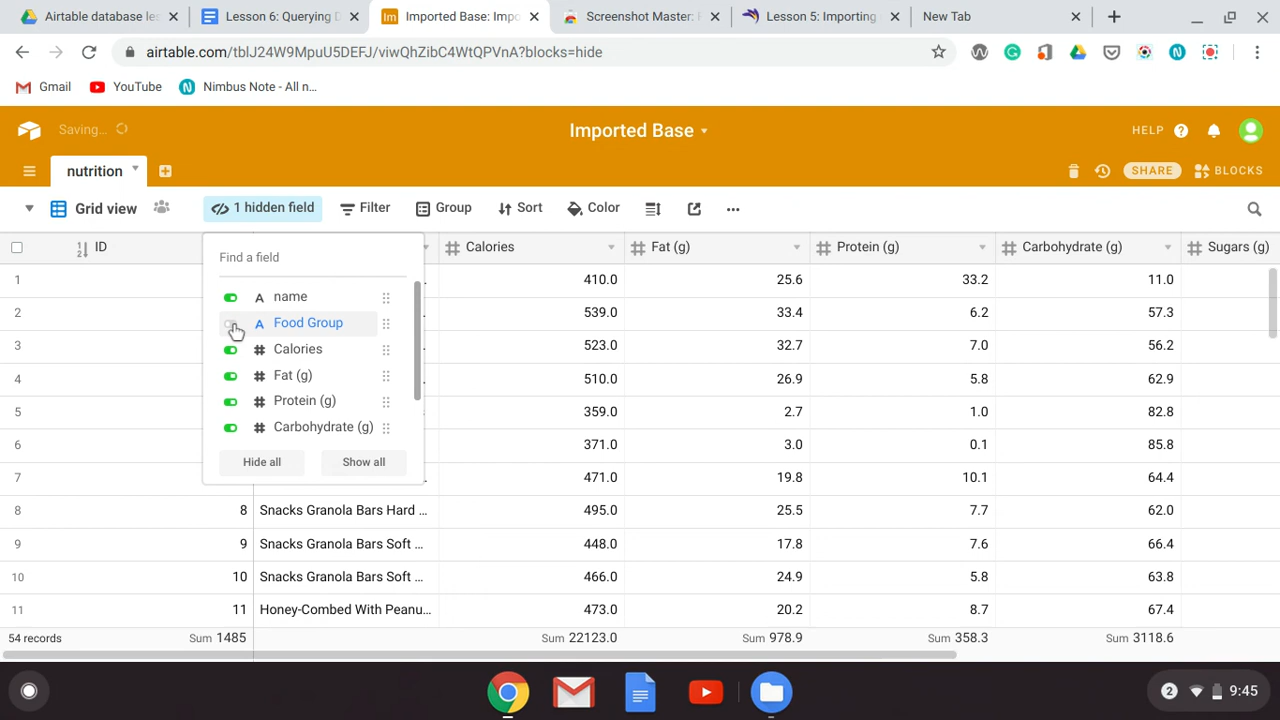 Airtable database les
Lesson 6: Querying D
Imported Base: Impo
Screenshot Master: F
Lesson 5: Importing
New Tab
airtable.com/tblJ24W9MpuU5DEFJ/viwQhZibC4WtQPVnA?blocks=hide
Gmail
YouTube
Nimbus Note - All n...
Saving...
Imported Base
HELP
nutrition
SHARE
BLOCKS
Grid view
1 hidden field
Filter
Group
Sort
Color
ID
Calories
Fat (g)
Protein (g)
Carbohydrate (g)
Sugars (g)
Find a field
name
Food Group
Calories
Fat (g)
Protein (g)
Carbohydrate (g)
Hide all
Show all
1 410.0 25.6 33.2 11.0
2 539.0 33.4 6.2 57.3
3 523.0 32.7 7.0 56.2
4 510.0 26.9 5.8 62.9
5 359.0 2.7 1.0 82.8
6 371.0 3.0 0.1 85.8
7 471.0 19.8 10.1 64.4
8 8 Snacks Granola Bars Hard ... 495.0 25.5 7.7 62.0
9 9 Snacks Granola Bars Soft ... 448.0 17.8 7.6 66.4
10 10 Snacks Granola Bars Soft ... 466.0 24.9 5.8 63.8
11 11 Honey-Combed With Peanu... 473.0 20.2 8.7 67.4
54 records Sum 1485 Sum 22123.0 Sum 978.9 Sum 358.3 Sum 3118.6
2 9:45